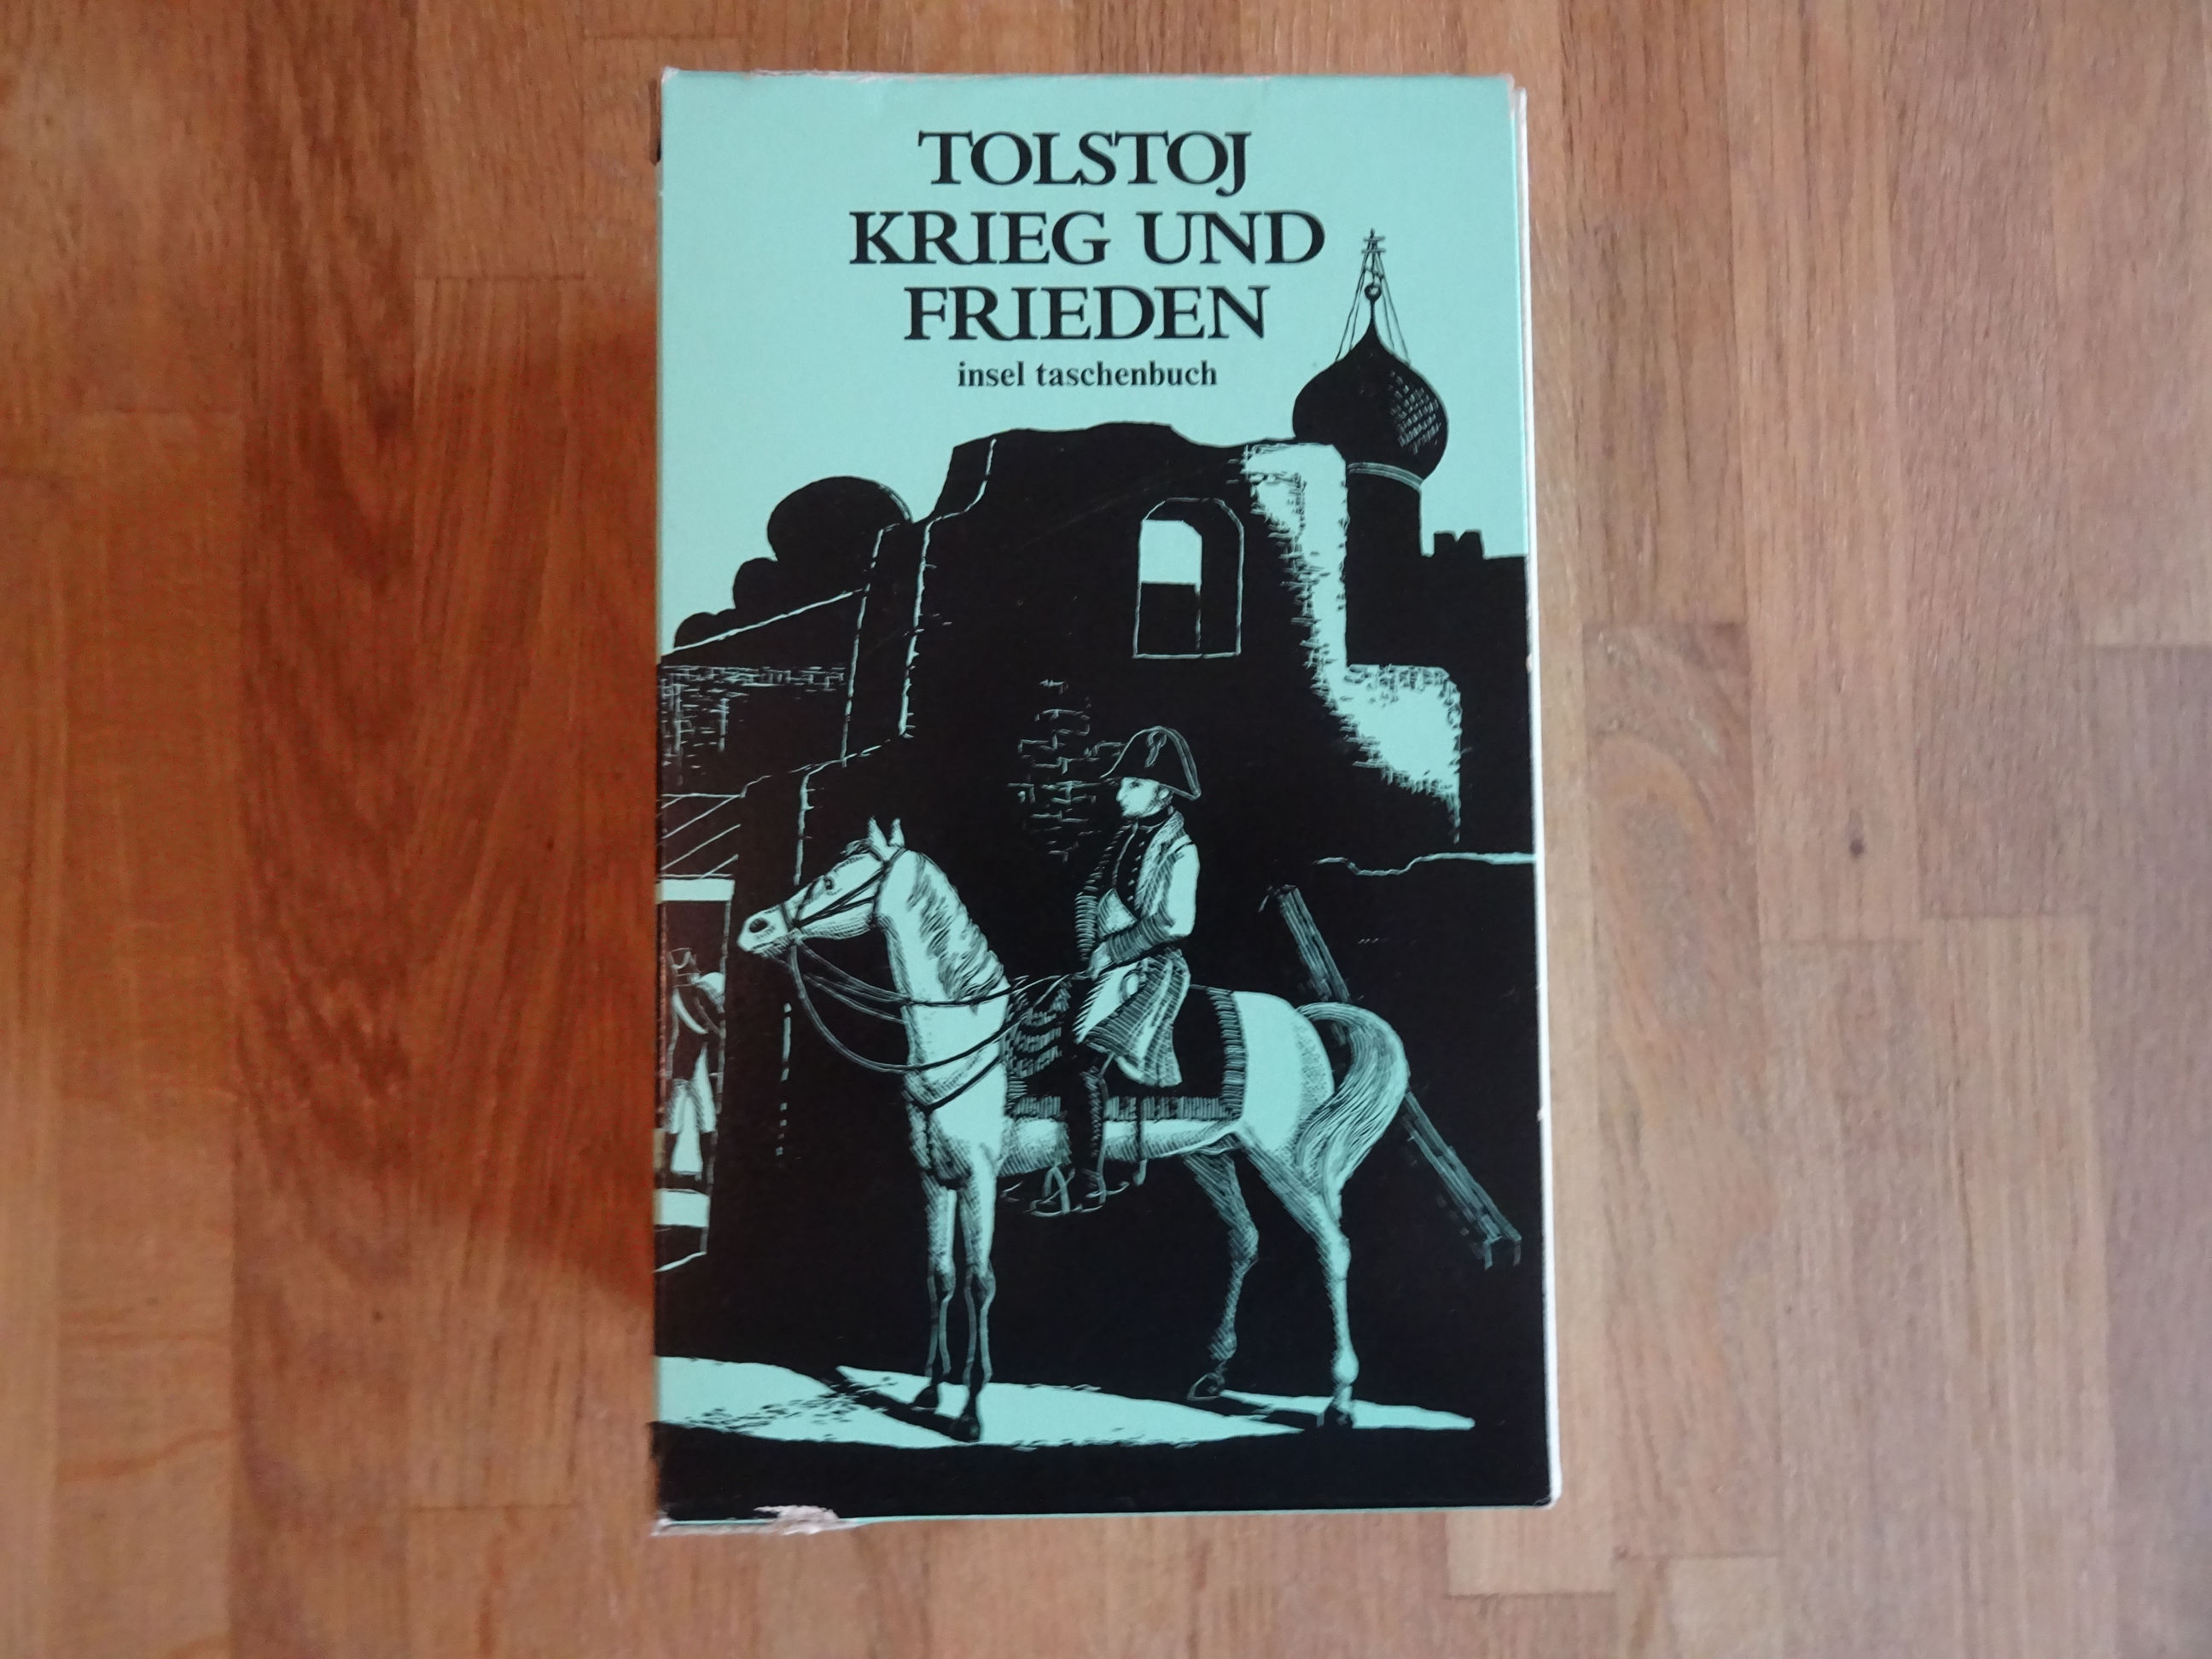 TOLSTOJ
KRIEG UND
FRIEDEN
insel taschenbuch